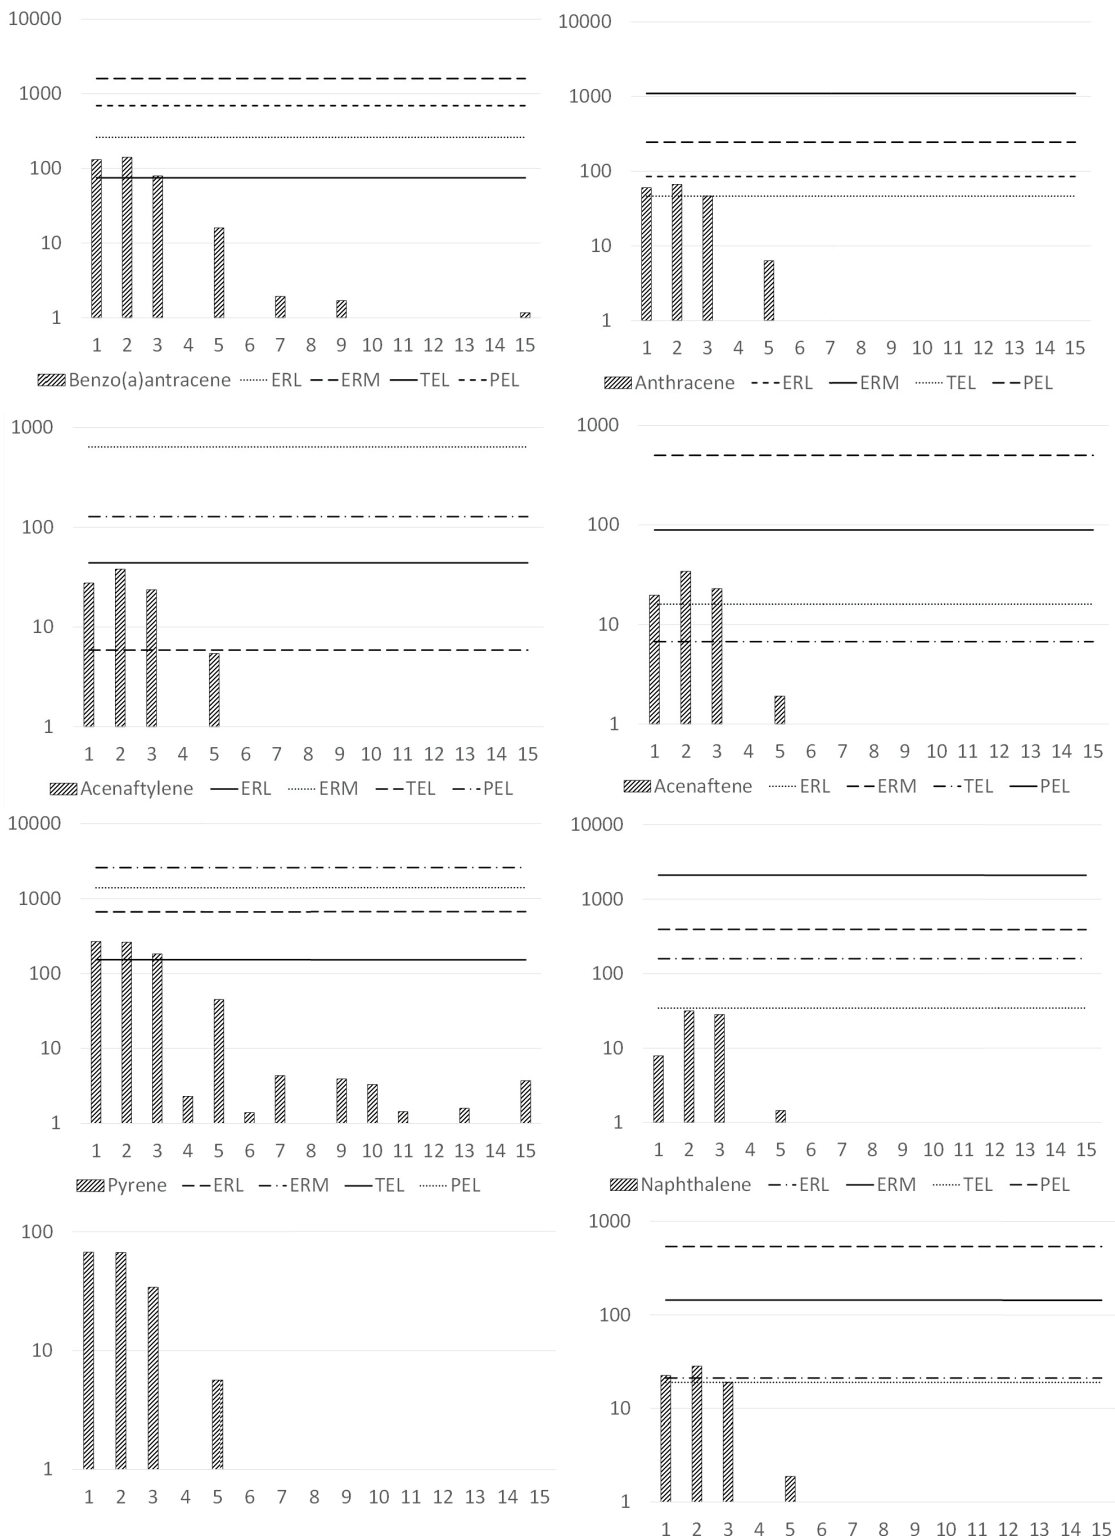 10000
1000
100
10
1
1 2 3 4 5 6 7 8 9 10 11 12 13 14 15
Benzo(a)antracene ERL ERM TEL PEL
10000
1000
100
10
1
1 2 3 4 5 6 7 8 9 10 11 12 13 14 15
Anthracene ERL ERM TEL PEL
1000
100
10
1
1 2 3 4 5 6 7 8 9 10 11 12 13 14 15
Acenaftylene ERL ERM TEL PEL
1000
100
10
1
1 2 3 4 5 6 7 8 9 10 11 12 13 14 15
Acenaftene ERL ERM TEL PEL
10000
1000
100
10
1
1 2 3 4 5 6 7 8 9 10 11 12 13 14 15
Pyrene ERL ERM TEL PEL
10000
1000
100
10
1
1 2 3 4 5 6 7 8 9 10 11 12 13 14 15
Naphthalene ERL ERM TEL PEL
100
10
1
1 2 3 4 5 6 7 8 9 10 11 12 13 14 15
1000
100
10
1
1 2 3 4 5 6 7 8 9 10 11 12 13 14 15